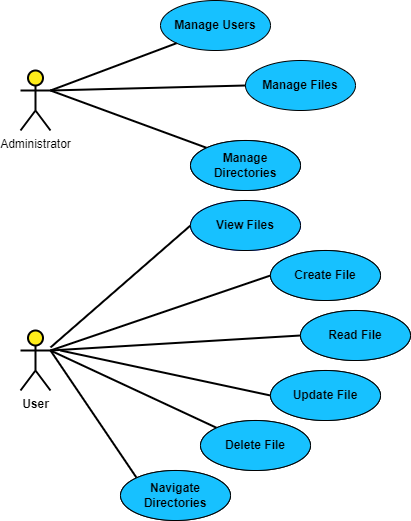 Manage Users
Manage Files
Administrator
Manage
Directories
View Files
Create File
Read File
User
Update File
Delete File
Navigate
Directories